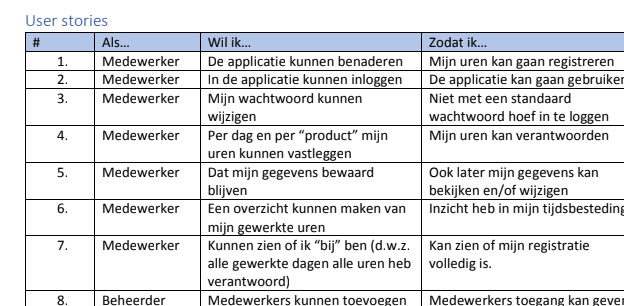 User stories
# Als... Wil ik... Zodat ik...
1. Medewerker De applicatie kunnen benaderen Mijn uren kan gaan registreren
2. Medewerker In de applicatie kunnen inloggen De applicatie kan gaan gebruiken
3. Medewerker Mijn wachtwoord kunnen Niet met een standaard
wijzigen wachtwoord hoef in te loggen
4. Medewerker Per dag en per “product” mijn Mijn uren kan verantwoorden
uren kunnen vastleggen
5. Medewerker Dat mijn gegevens bewaard Ook later mijn gegevens kan
blijven bekijken en/of wijzigen
6. Medewerker Een overzicht kunnen maken van Inzicht heb in mijn tijdsbesteding
mijn gewerkte uren
7. Medewerker Kunnen zien of ik “bij” ben (d.w.z. Kan zien of mijn registratie
alle gewerkte dagen alle uren heb volledig is.
verantwoord)
8. Beheerder Medewerkers kunnen toevoegen Medewerkers toegang kan geven